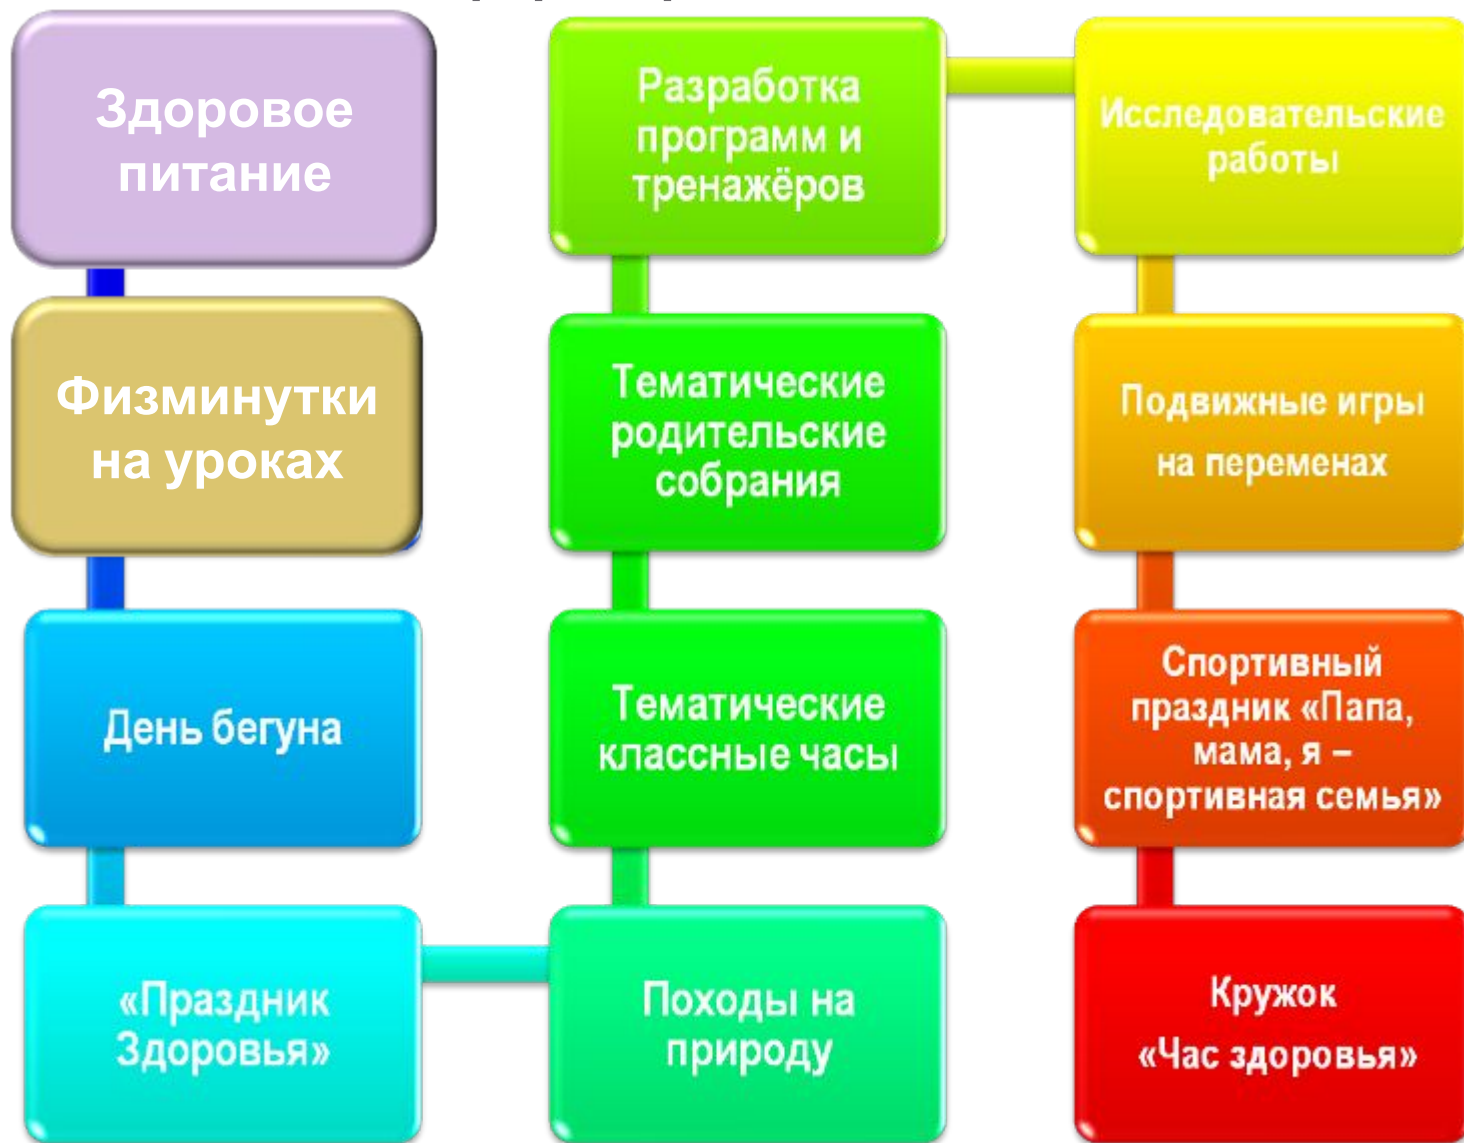 Здоровое
питание
Физминутки
на уроках
День бегуна
«Праздник
Здоровья»
Походы на
природу
Тематические
классные часы
Тематические
родительские
собрания
Разработка
программ и
тренажёров
Исследовательские
работы
Подвижные игры
на переменах
Спортивный
праздник «Папа,
мама, я –
спортивная семья»
Кружок
«Час здоровья»